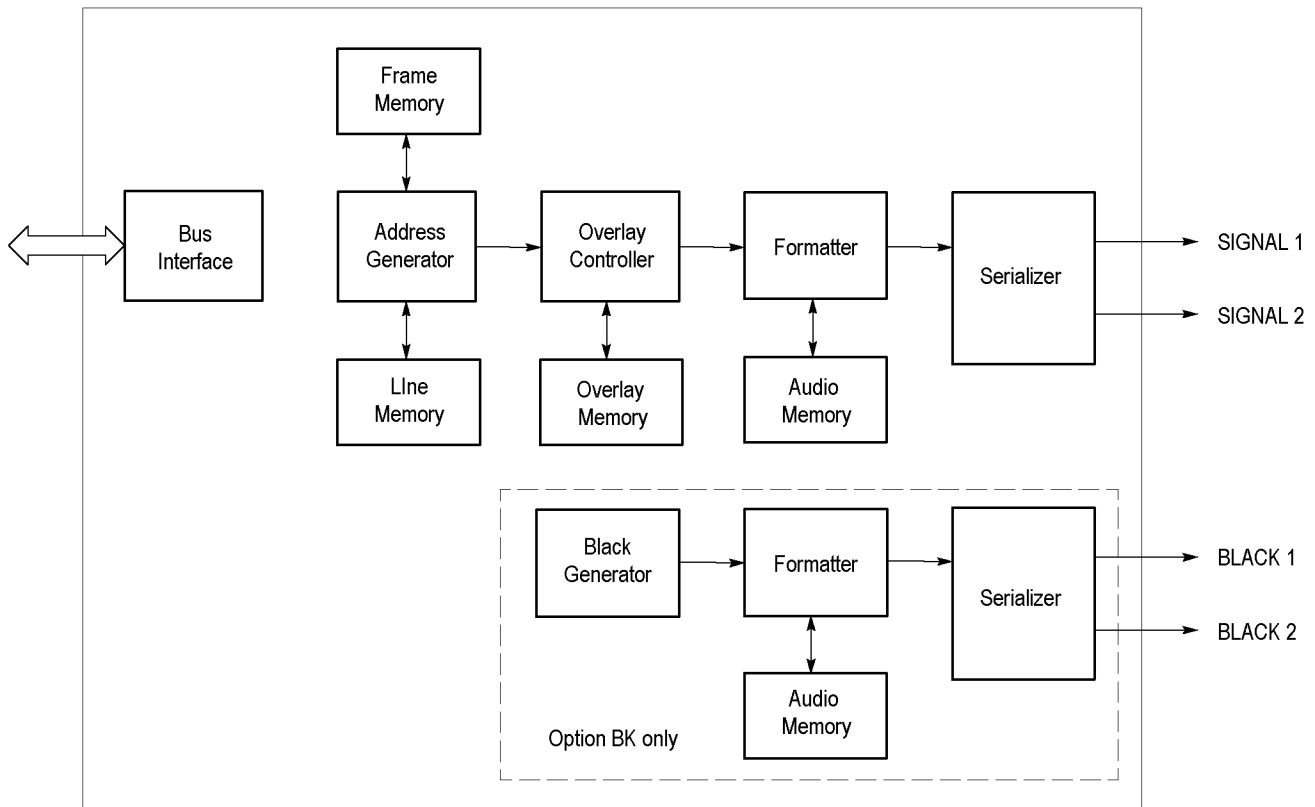 Frame
Memory
Bus
Interface
Address
Generator
Overlay
Controller
Formatter
Serializer
SIGNAL 1
SIGNAL 2
LIne
Memory
Overlay
Memory
Audio
Memory
Black
Generator
Formatter
Serializer
BLACK 1
BLACK 2
Audio
Memory
Option BK only